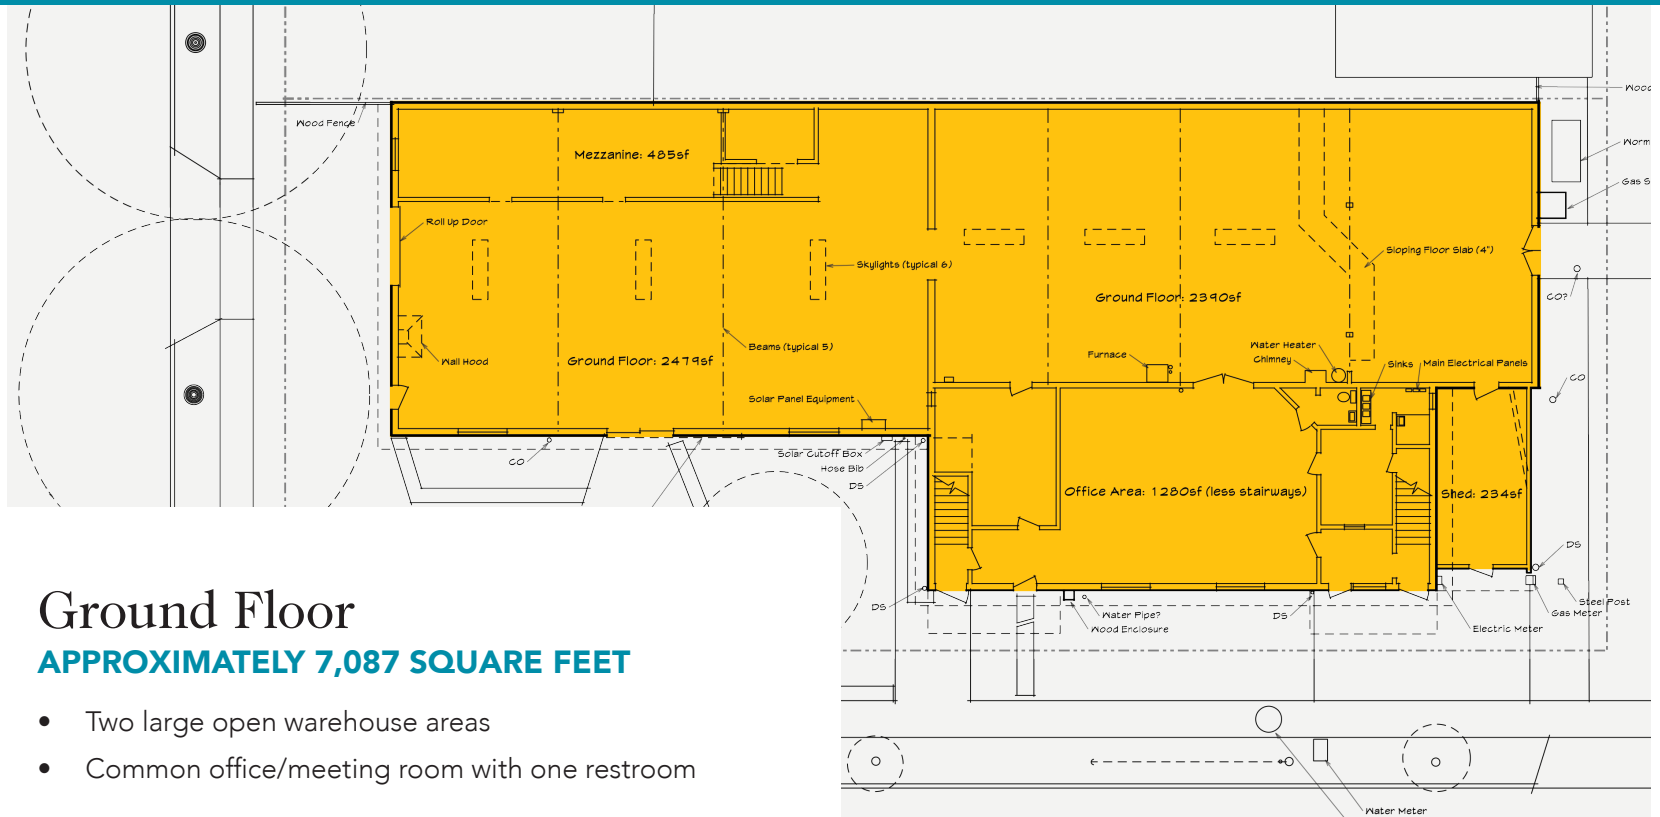 Wood Fence
Wood
Worm
Gas S
Mezzanine: 485sf
Roll Up Door
Skylights (typical 6)
Sloping Floor Slab (4")
Ground Floor: 2390sf
CO?
Beams (typical 5)
Wall Hood
Ground Floor: 2479sf
Furnace
Water Heater
Chimney
Sinks
Main Electrical Panels
CO
Solar Panel Equipment
CO
Solar Cutoff Box
Hose Bib
DS
Office Area: 1280sf (less stairways)
Shed: 234sf
DS
DS
Water Pipe?
Wood Enclosure
DS
Electric Meter
Steel Post
Gas Meter
Water Meter
Ground Floor
APPROXIMATELY 7,087 SQUARE FEET
• Two large open warehouse areas
• Common office/meeting room with one restroom